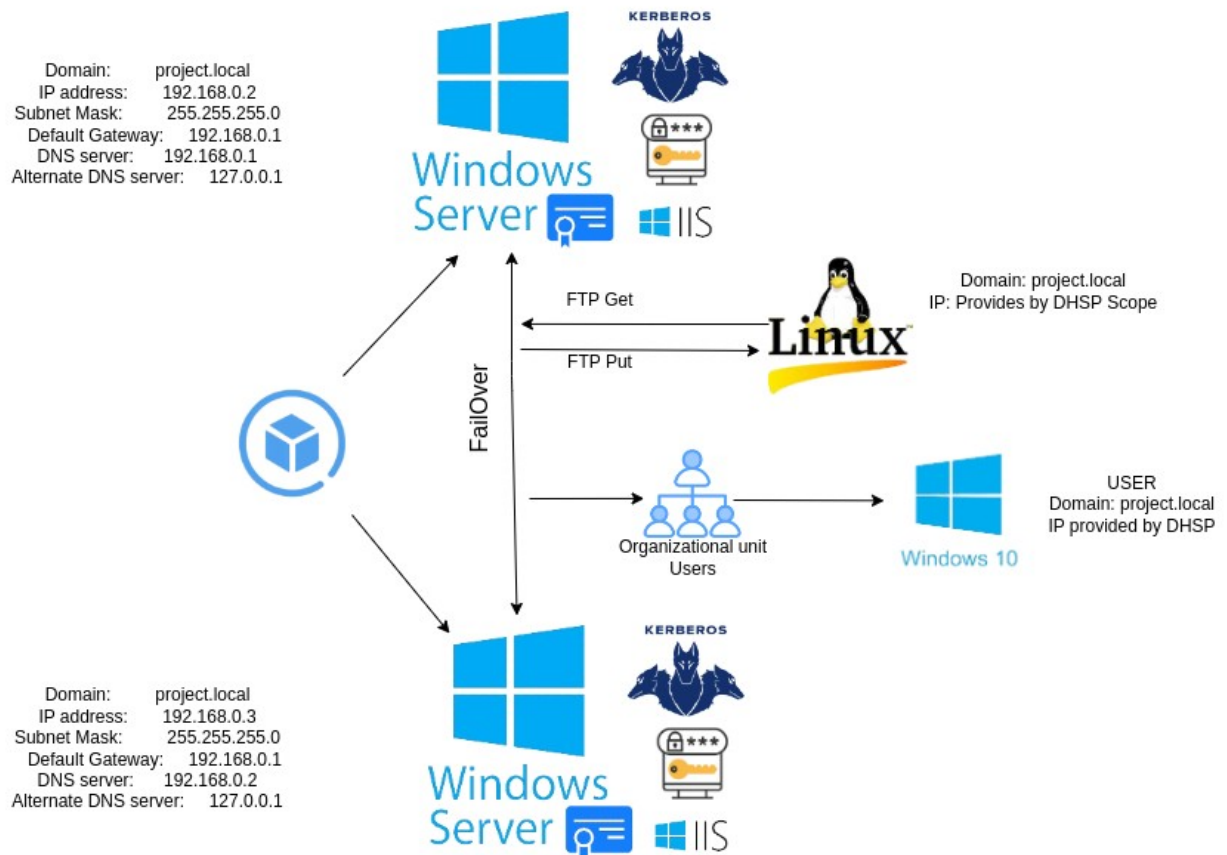 KERBEROS
Domain: project.local
IP address: 192.168.0.2
Subnet Mask: 255.255.255.0
Default Gateway: 192.168.0.1
DNS server: 192.168.0.1
Alternate DNS server: 127.0.0.1
***
Windows
Server
IIS
FTP Get
Domain: project.local
IP: Provides by DHSP Scope
Linux
FTP Put
FailOver
Organizational unit
Users
USER
Domain: project.local
IP provided by DHSP
Windows 10
KERBEROS
Domain: project.local
IP address: 192.168.0.3
Subnet Mask: 255.255.255.0
Default Gateway: 192.168.0.1
DNS server: 192.168.0.2
Alternate DNS server: 127.0.0.1
***
Windows
Server
IIS